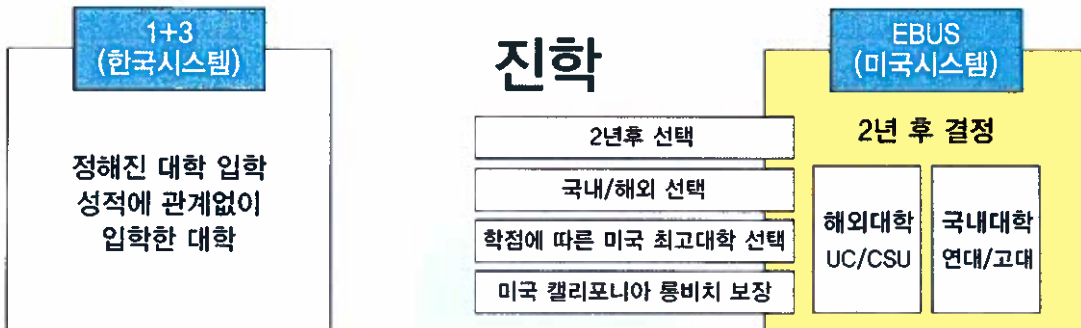 1+3
(한국시스템)
정해진 대학 입학
성적에 관계없이
입학한 대학
진학
2년후 선택
국내/해외 선택
학점에 따른 미국 최고대학 선택
미국 캘리포니아 롱비치 보장
EBUS
(미국시스템)
2년 후 결정
해외대학
UC/CSU
국내대학
연대/고대